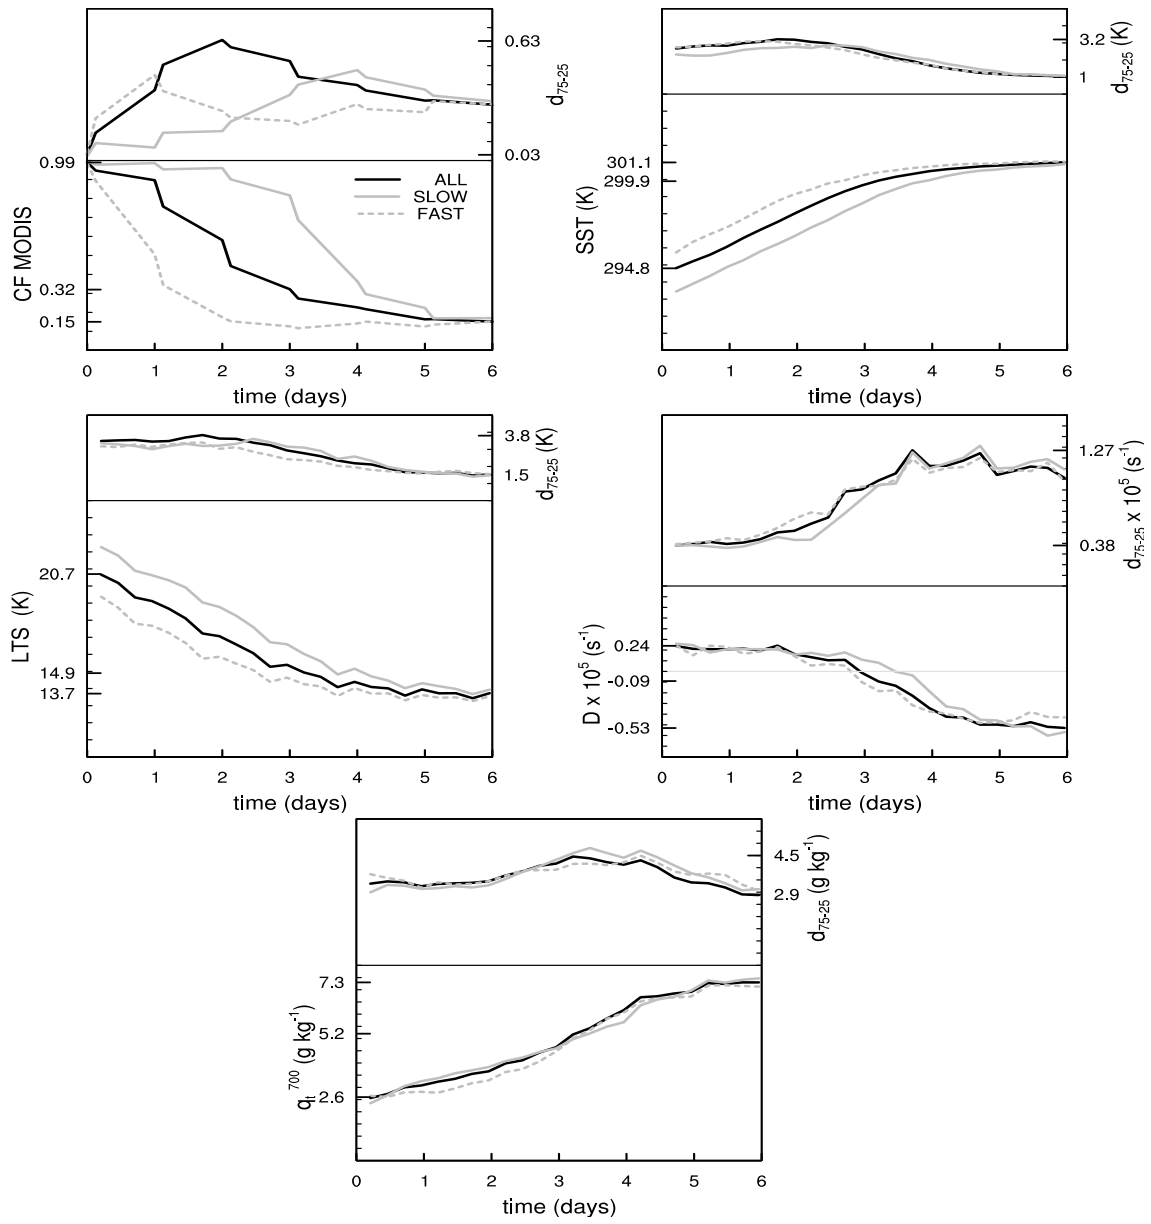 0.63
d75-25
0.03
0.99
CF MODIS
0.32
0.15
ALL
SLOW
FAST
0 1 2 3 4 5 6
time (days)
3.2
d75-25 (K)
1
301.1
299.9
SST (K)
294.8
0 1 2 3 4 5 6
time (days)
3.8
d75-25 (K)
1.5
20.7
LTS (K)
14.9
13.7
0 1 2 3 4 5 6
time (days)
1.27
d75-25 x 10⁵ (s⁻¹)
0.38
0.24
D x 10⁵ (s⁻¹)
-0.09
-0.53
0 1 2 3 4 5 6
time (days)
4.5
d75-25 (g kg⁻¹)
2.9
7.3
5.2
qt 700 (g kg⁻¹)
2.6
0 1 2 3 4 5 6
time (days)